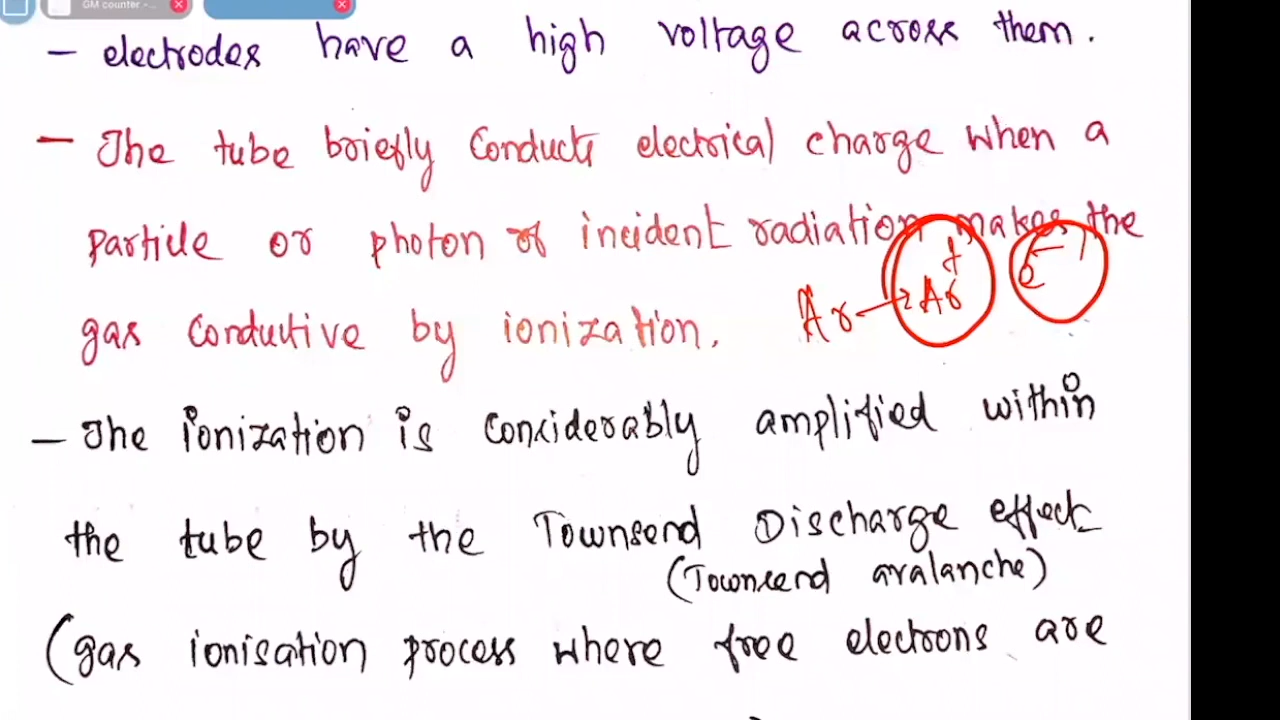 GM counter -...
- electrodes have a high voltage across them.
- The tube briefly conducts electrical charge when a
particle or photon of incident radiation makes the
gas conductive by ionization.
Ar → Ar+ e-
- The ionization is considerably amplified within
the tube by the Townsend Discharge effect
(Townsend avalanche)
(gas ionisation process where free electrons are